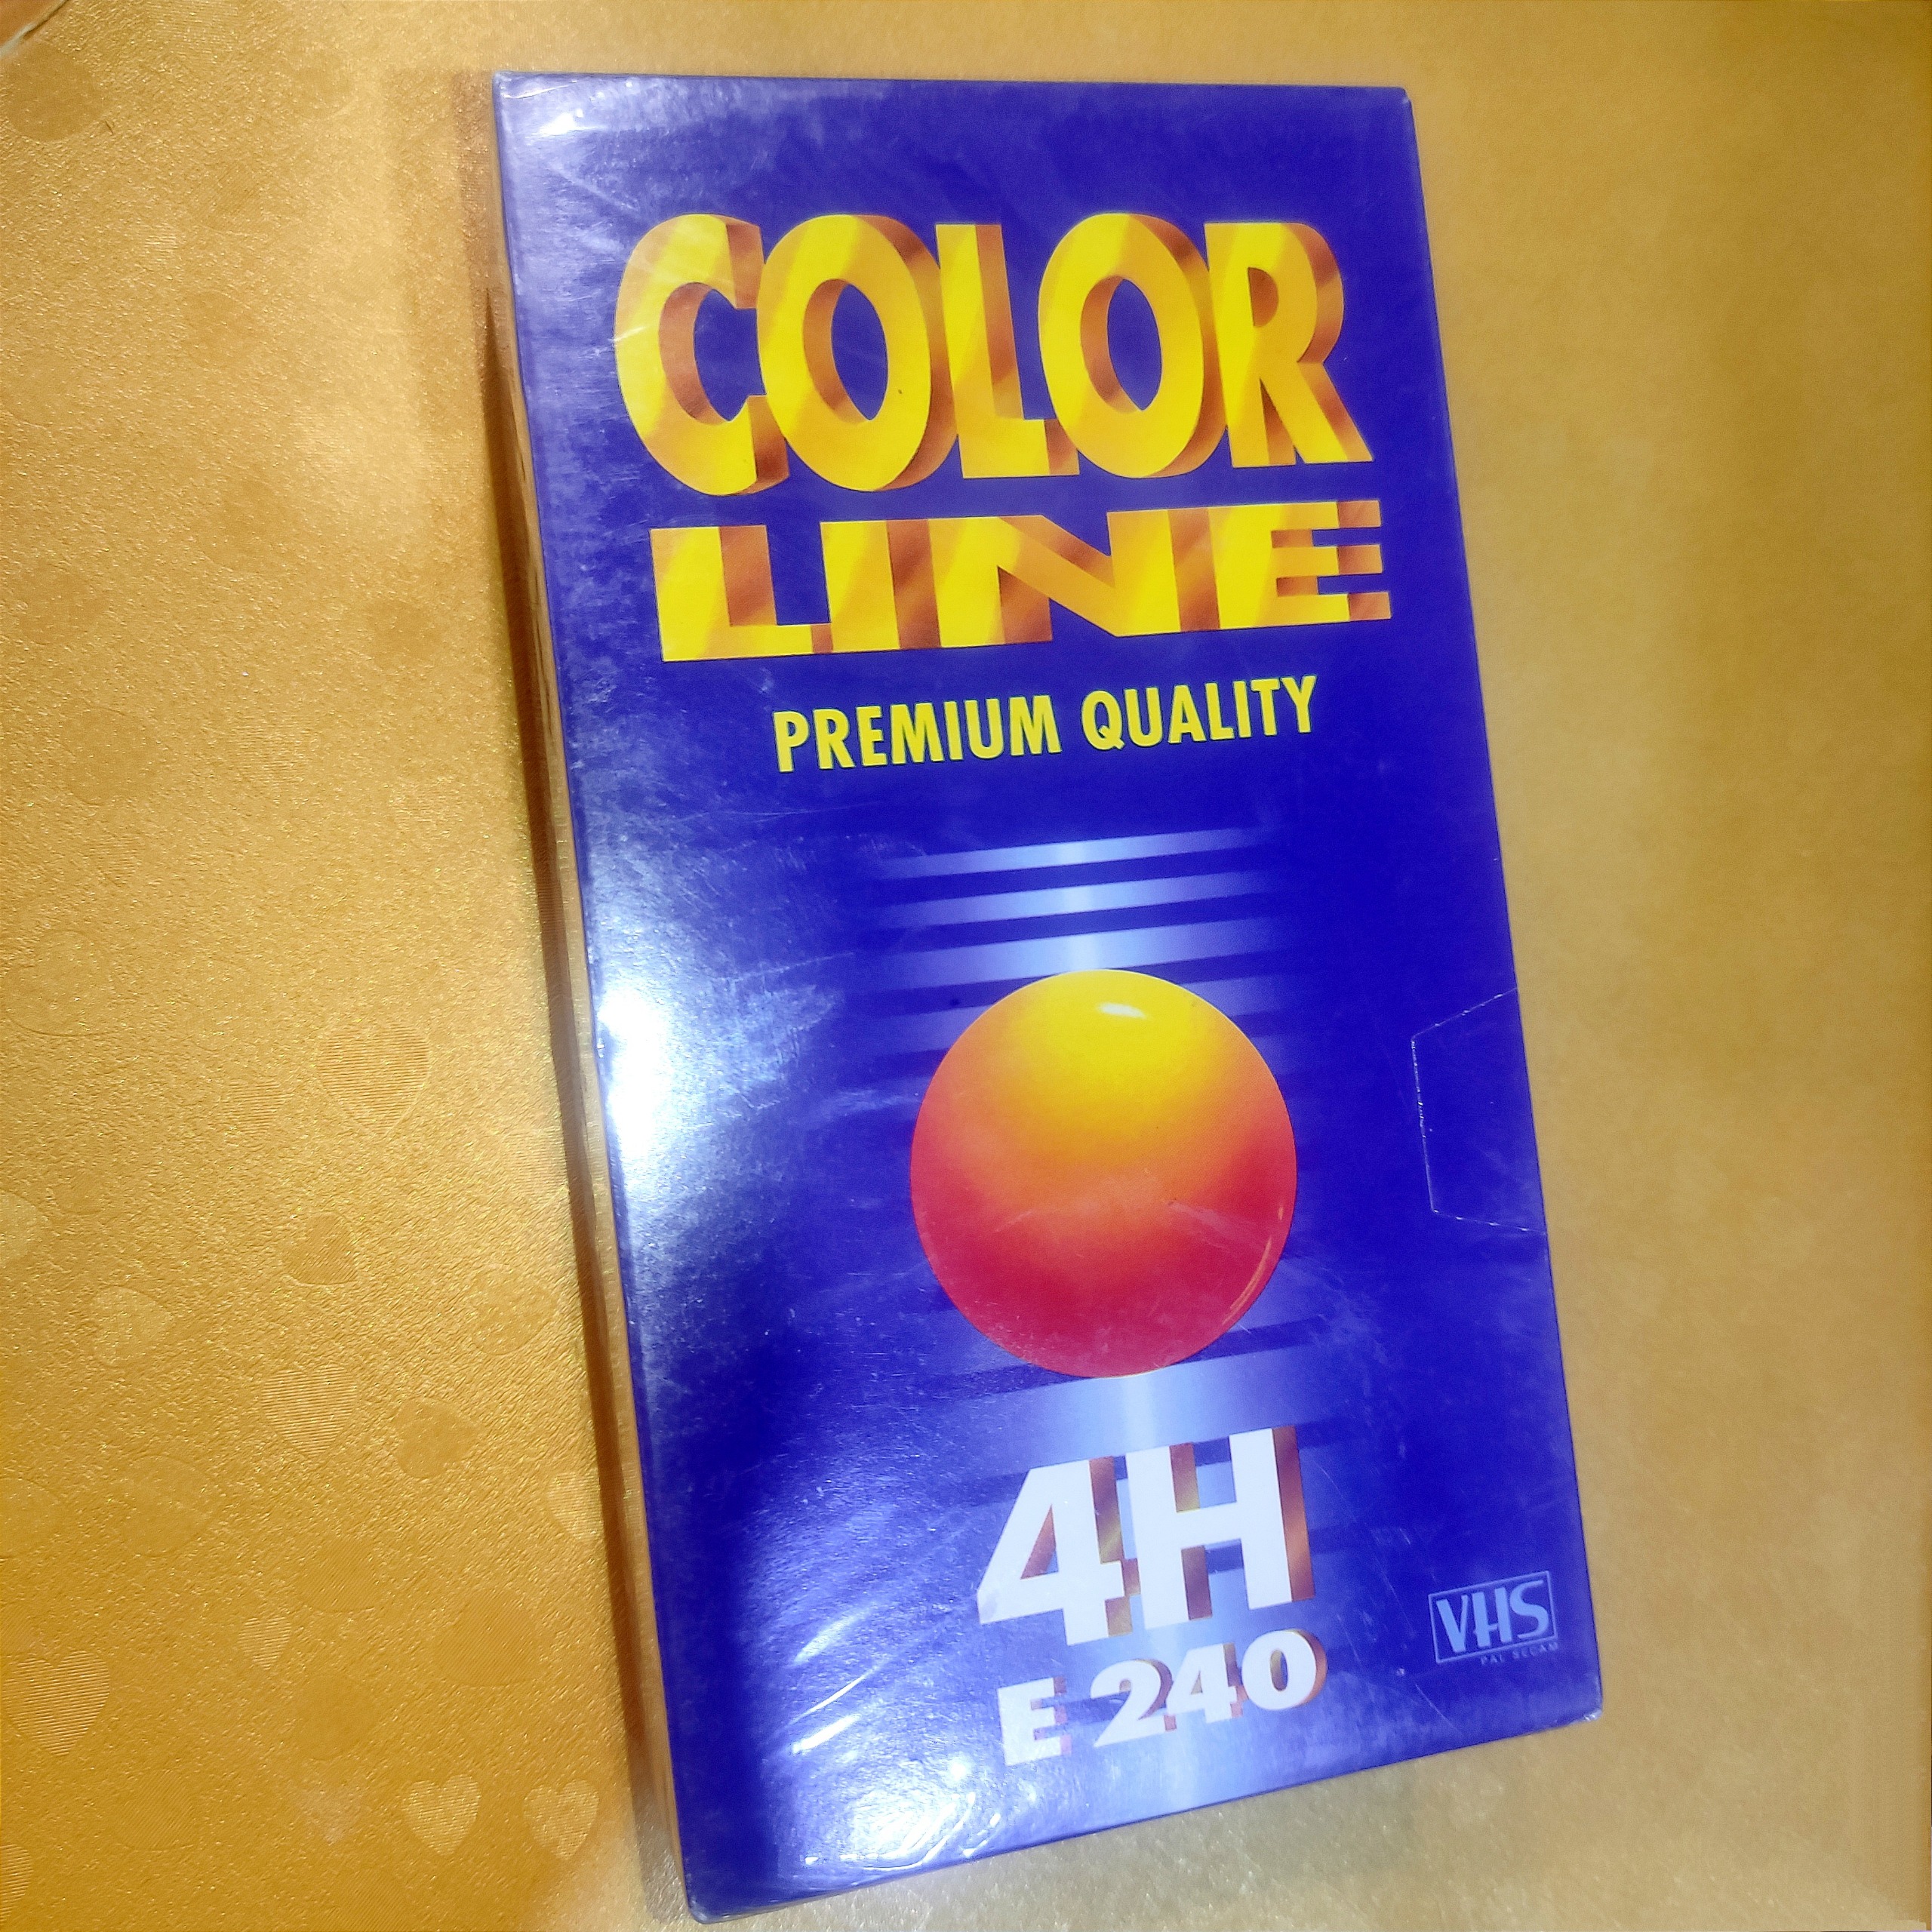 COLOR
LINE
PREMIUM QUALITY
4H
E 240
VHS
PAL SECAM